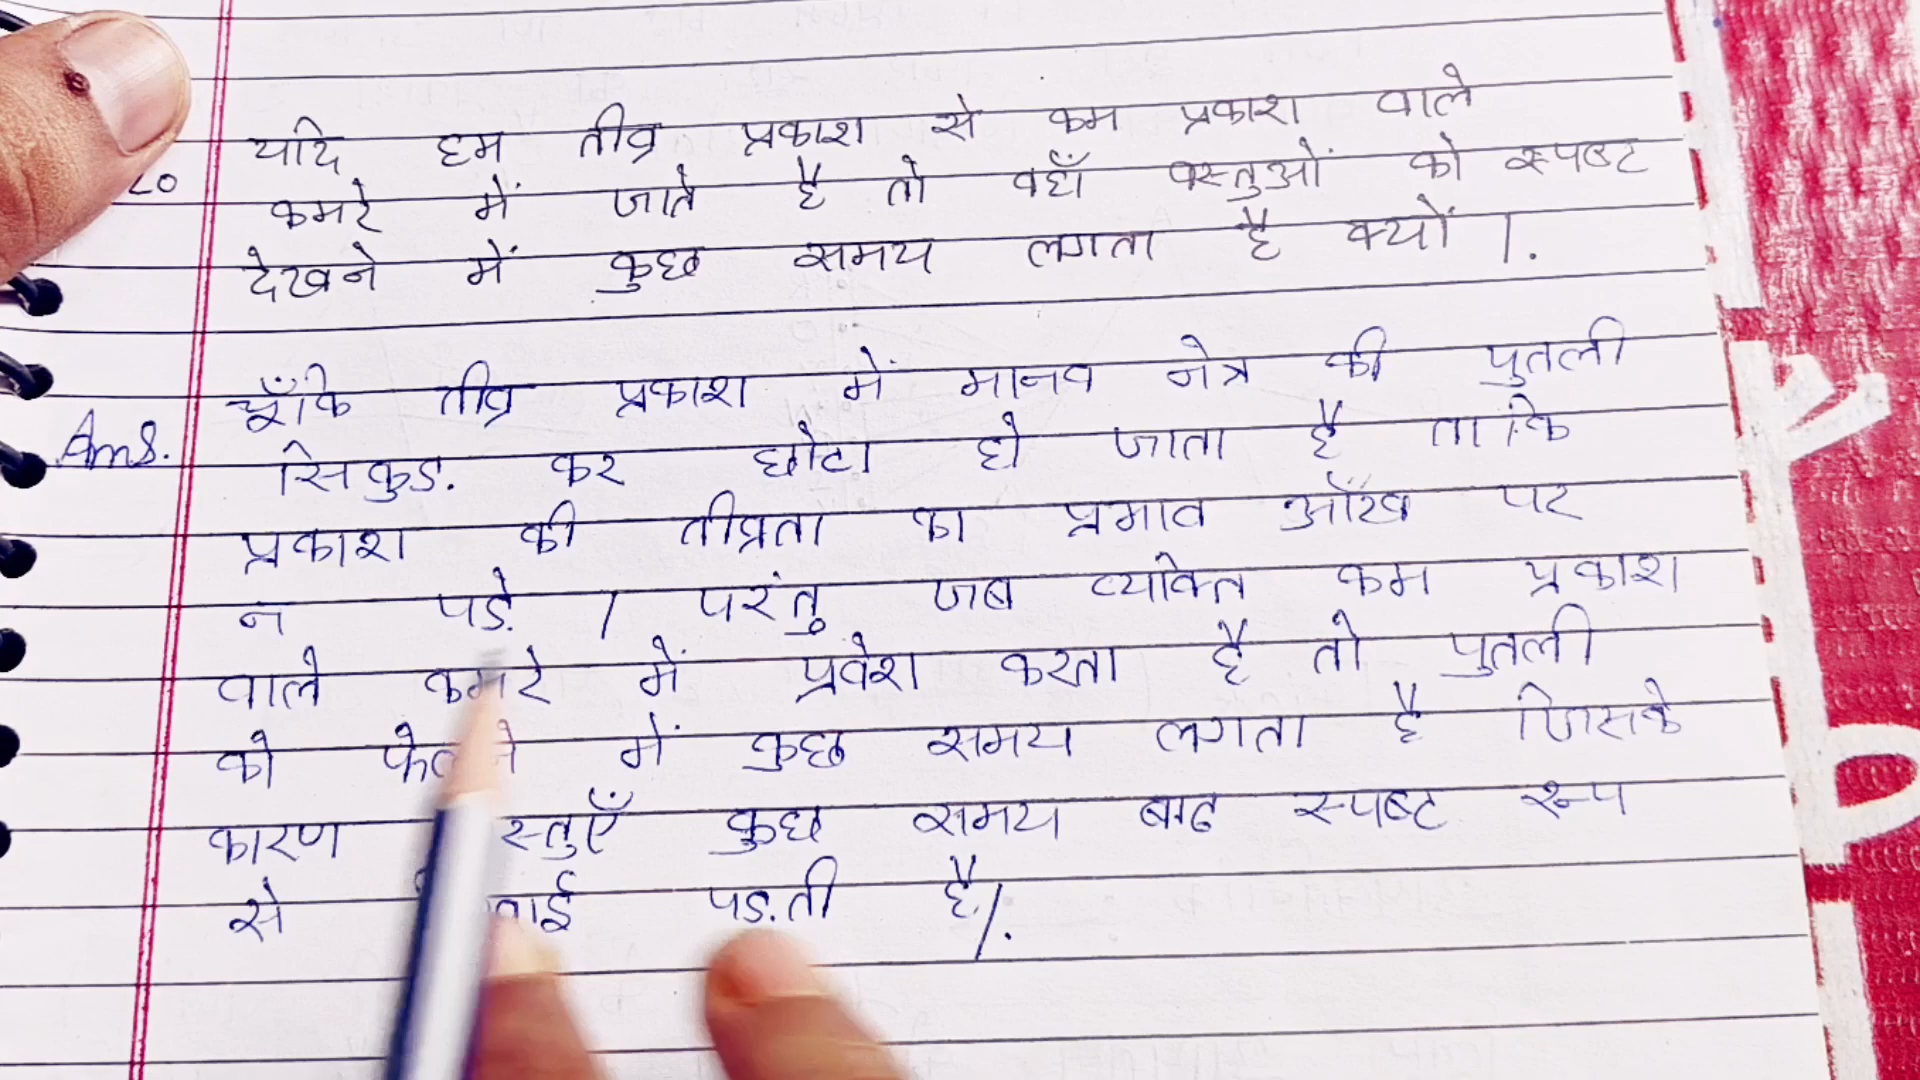 यदि हम तीव्र प्रकाश से कम प्रकाश वाले
कमरे में जाते है तो वहाँ वस्तुओं को स्पष्ट
देखने में कुछ समय लगता है क्यों |.
चूँकि तीव्र प्रकाश में मानव नेत्र की पुतली
Ans. सिकुड़ कर छोटा हो जाता है ताकि
प्रकाश की तीव्रता का प्रभाव आँख पर
न पड़े | परंतु जब व्यक्ति कम प्रकाश
वाले कमरे में प्रवेश करता है तो पुतली
को में कुछ समय लगता है जिसके
कारण कुछ समय बाद स्पष्ट रूप
से पड़ती है |.